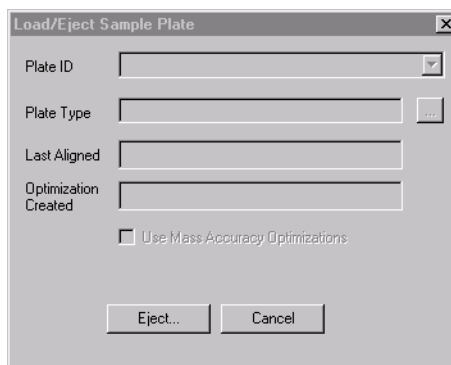 Load/Eject Sample Plate
Plate ID
Plate Type
...
Last Aligned
Optimization
Created
Use Mass Accuracy Optimizations
Eject...
Cancel